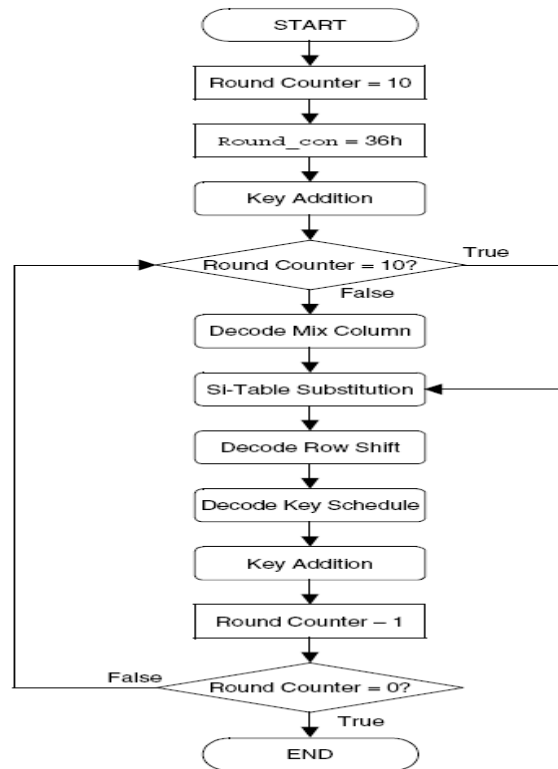 START
Round Counter = 10
Round_con = 36h
Key Addition
Round Counter = 10?
True
False
Decode Mix Column
Si-Table Substitution
Decode Row Shift
Decode Key Schedule
Key Addition
Round Counter – 1
False
Round Counter = 0?
True
END